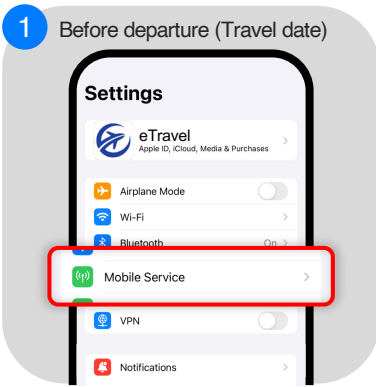 1 Before departure (Travel date)
Settings
eTravel
Apple ID, iCloud, Media & Purchases
Airplane Mode
Wi-Fi
Bluetooth On
Mobile Service
VPN
Notifications